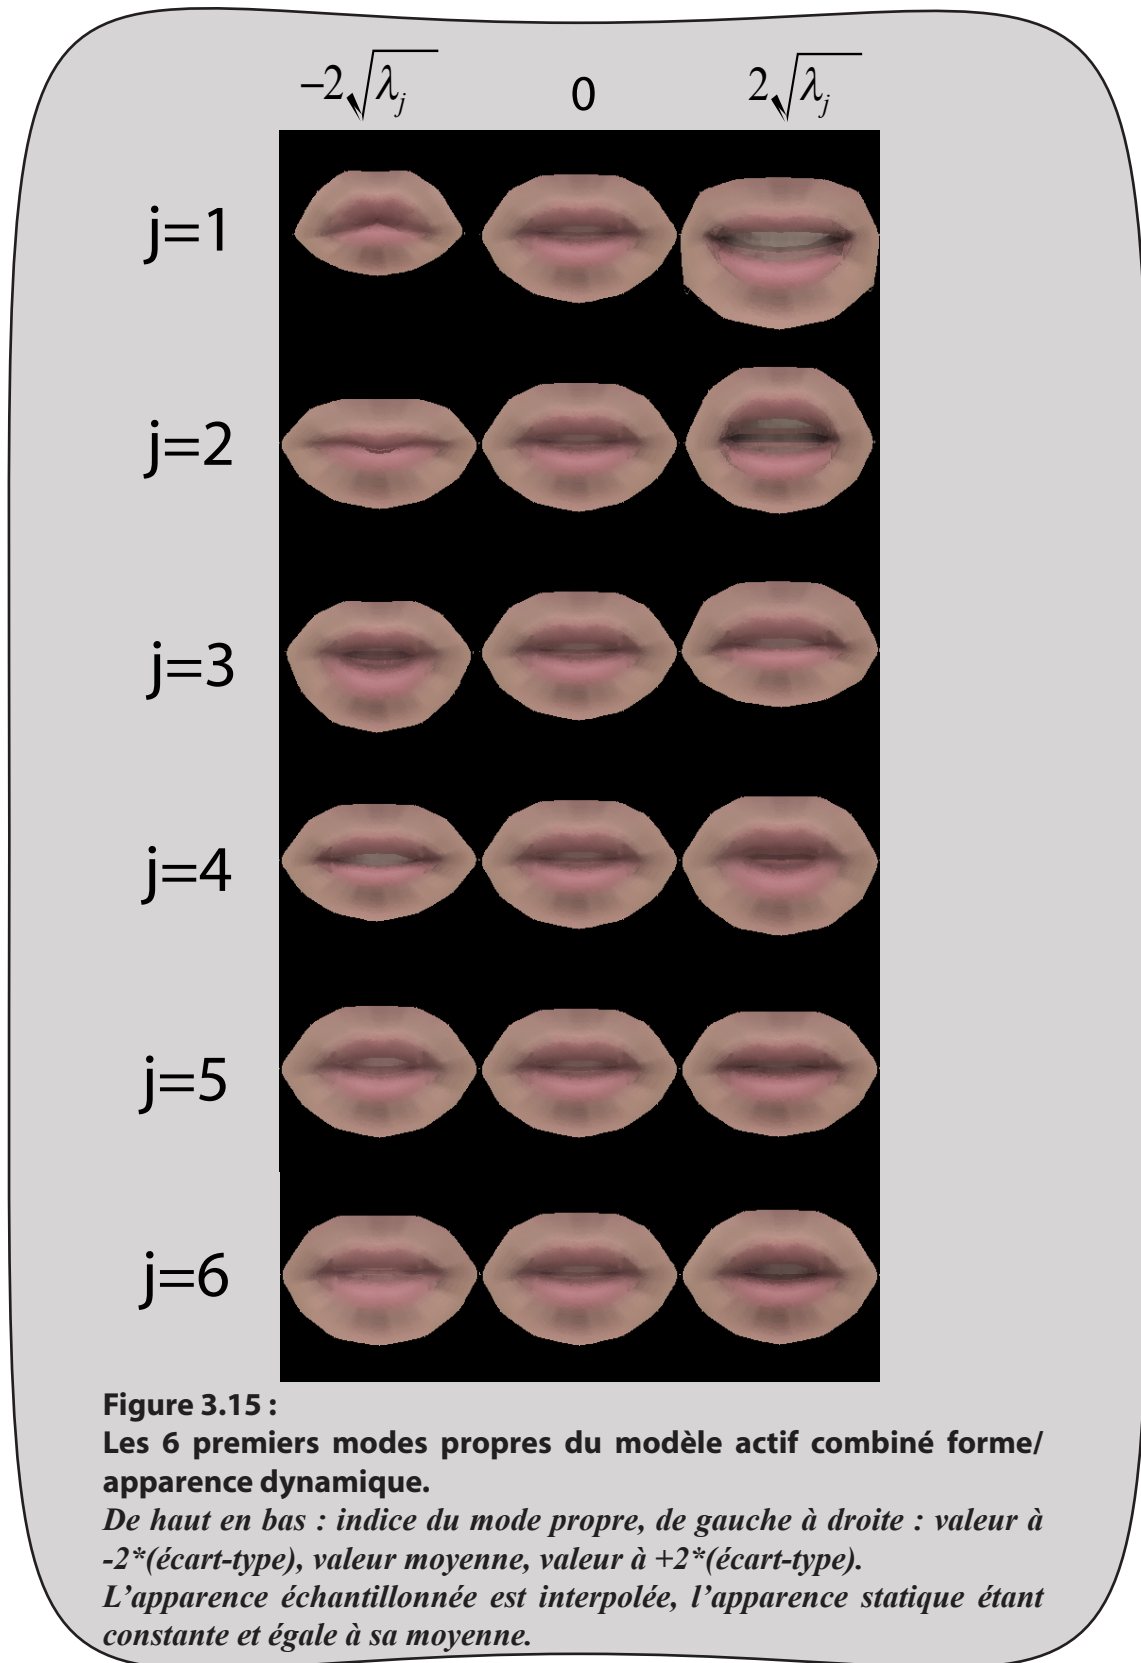 −2√λⱼ 0 2√λⱼ
j=1
j=2
j=3
j=4
j=5
j=6
Figure 3.15 :
Les 6 premiers modes propres du modèle actif combiné forme/
apparence dynamique.
De haut en bas : indice du mode propre, de gauche à droite : valeur à
-2*(écart-type), valeur moyenne, valeur à +2*(écart-type).
L’apparence échantillonnée est interpolée, l’apparence statique étant
constante et égale à sa moyenne.